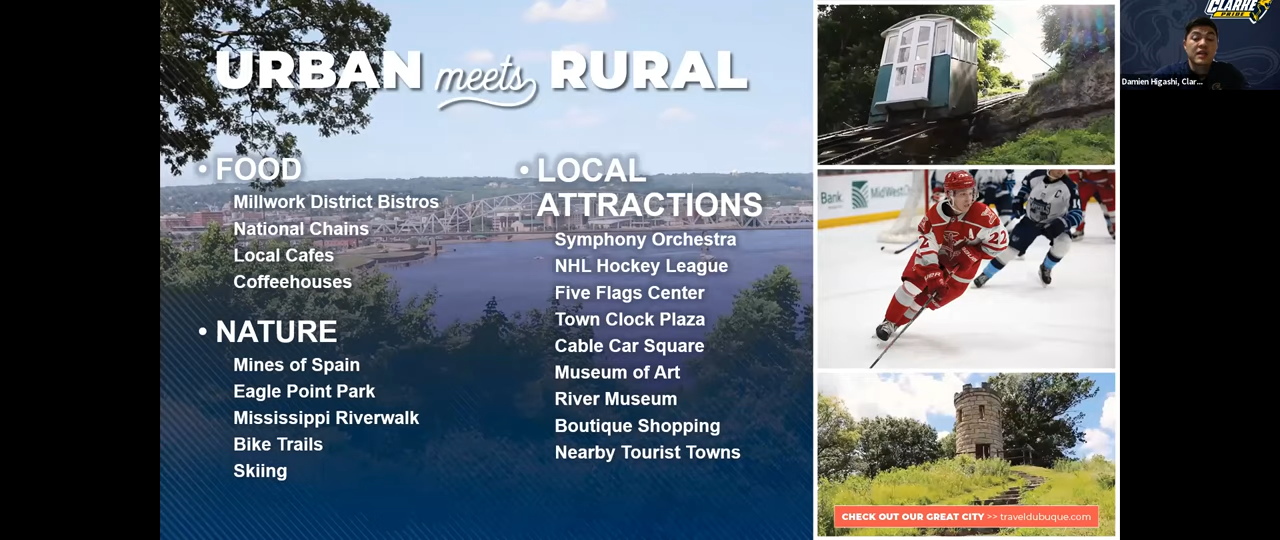 URBAN meets RURAL
• FOOD
Millwork District Bistros
National Chains
Local Cafes
Coffeehouses
• NATURE
Mines of Spain
Eagle Point Park
Mississippi Riverwalk
Bike Trails
Skiing
• LOCAL
ATTRACTIONS
Symphony Orchestra
NHL Hockey League
Five Flags Center
Town Clock Plaza
Cable Car Square
Museum of Art
River Museum
Boutique Shopping
Nearby Tourist Towns
Bank.
22
A
C
CHECK OUT OUR GREAT CITY >> traveldubuque.com
CLARKE
PRIDE
Damien Higashi, Clar...